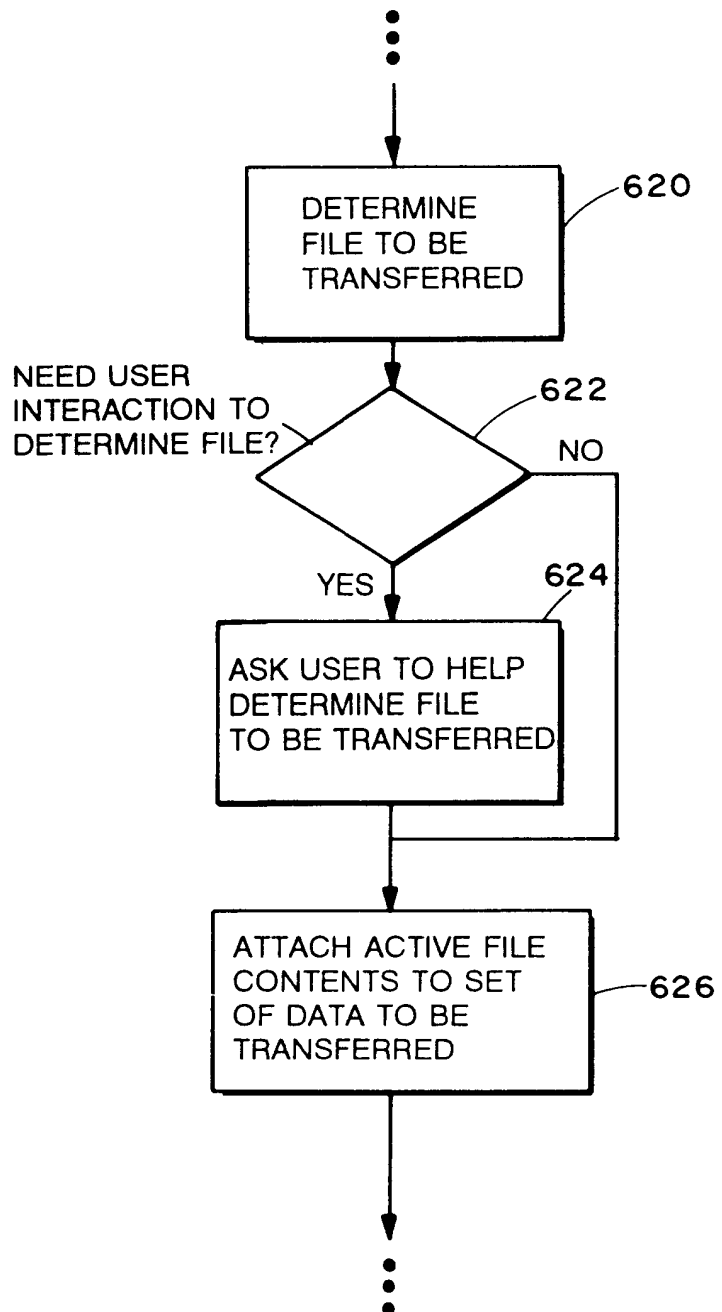 DETERMINE
FILE TO BE
TRANSFERRED
620
NEED USER
INTERACTION TO
DETERMINE FILE?
622
NO
YES
624
ASK USER TO HELP
DETERMINE FILE
TO BE TRANSFERRED
ATTACH ACTIVE FILE
CONTENTS TO SET
OF DATA TO BE
TRANSFERRED
626